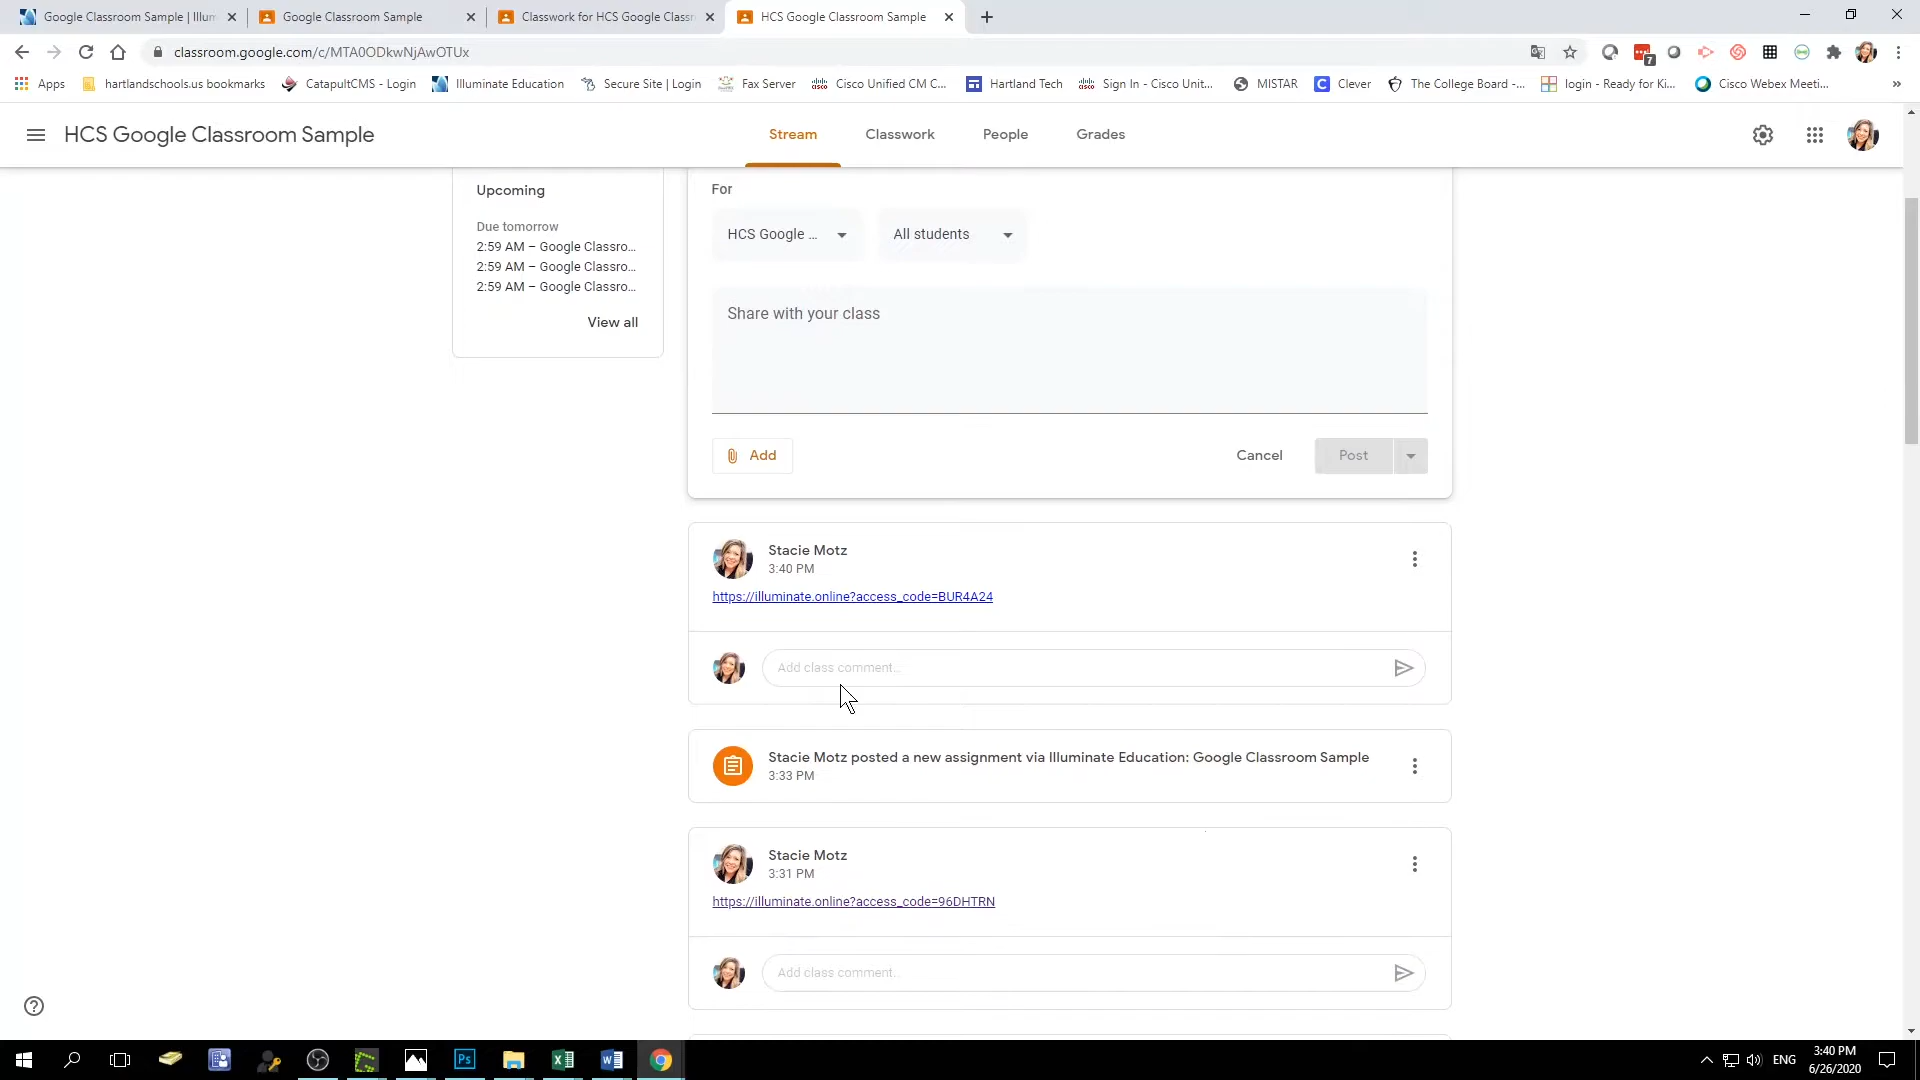 Google Classroom Sample | Illum
Google Classroom Sample
Classwork for HCS Google Classr
HCS Google Classroom Sample
classroom.google.com/c/MTA0ODkwNjAwOTUx
7
Apps
hartlandschools.us bookmarks
CatapultCMS - Login
Illuminate Education
Secure Site | Login
Fax Server
Cisco Unified CM C...
Hartland Tech
Sign In - Cisco Unit...
MISTAR
Clever
The College Board -...
login - Ready for Ki...
Cisco Webex Meeti...
»
HCS Google Classroom Sample
Stream
Classwork
People
Grades
Upcoming
Due tomorrow
2:59 AM – Google Classro...
2:59 AM – Google Classro...
2:59 AM – Google Classro...
View all
For
HCS Google ...
All students
Share with your class
Add
Cancel
Post
Stacie Motz
3:40 PM
https://illuminate.online?access_code=BUR4A24
Add class comment...
Stacie Motz posted a new assignment via Illuminate Education: Google Classroom Sample
3:33 PM
Stacie Motz
3:31 PM
https://illuminate.online?access_code=96DHTRN
Add class comment...
Ps
ENG
3:40 PM
6/26/2020